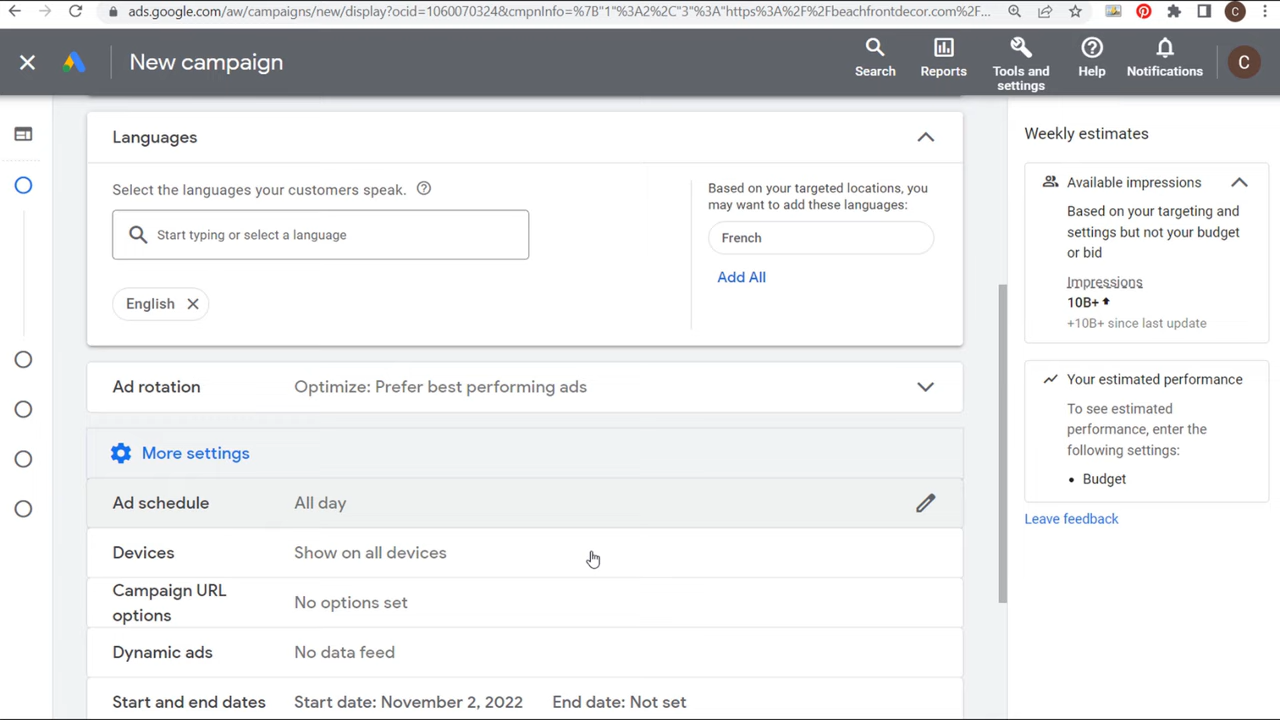 ads.google.com/aw/campaigns/new/display?ocid=1060070324&cmpnInfo=%7B"1"%3A2%2C"3"%3A"https%3A%2F%2Fbeachfrontdecor.com%2F...
C
New campaign
Search
Reports
Tools and
settings
Help
Notifications
C
Languages
Select the languages your customers speak.
Start typing or select a language
English
Based on your targeted locations, you
may want to add these languages:
French
Add All
Ad rotation Optimize: Prefer best performing ads
More settings
Ad schedule All day
Devices Show on all devices
Campaign URL
options No options set
Dynamic ads No data feed
Start and end dates Start date: November 2, 2022 End date: Not set
Weekly estimates
Available impressions
Based on your targeting and
settings but not your budget
or bid
Impressions
10B+
+10B+ since last update
Your estimated performance
To see estimated
performance, enter the
following settings:
• Budget
Leave feedback